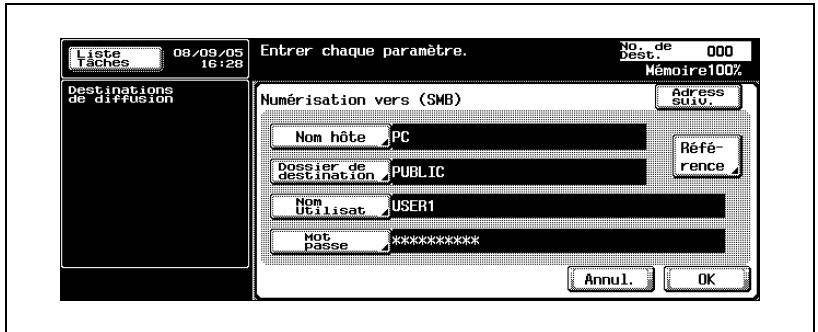 Liste
Tâches
08/09/05
16:28
Entrer chaque paramètre.
No. de
Dest.
000
Mémoire100%
Destinations
de diffusion
Numérisation vers (SMB)
Adress
suiv.
Nom hôte PC
Dossier de
destination PUBLIC
Nom
Utilisat USER1
Mot
passe **********
Réfé-
rence
Annul. OK